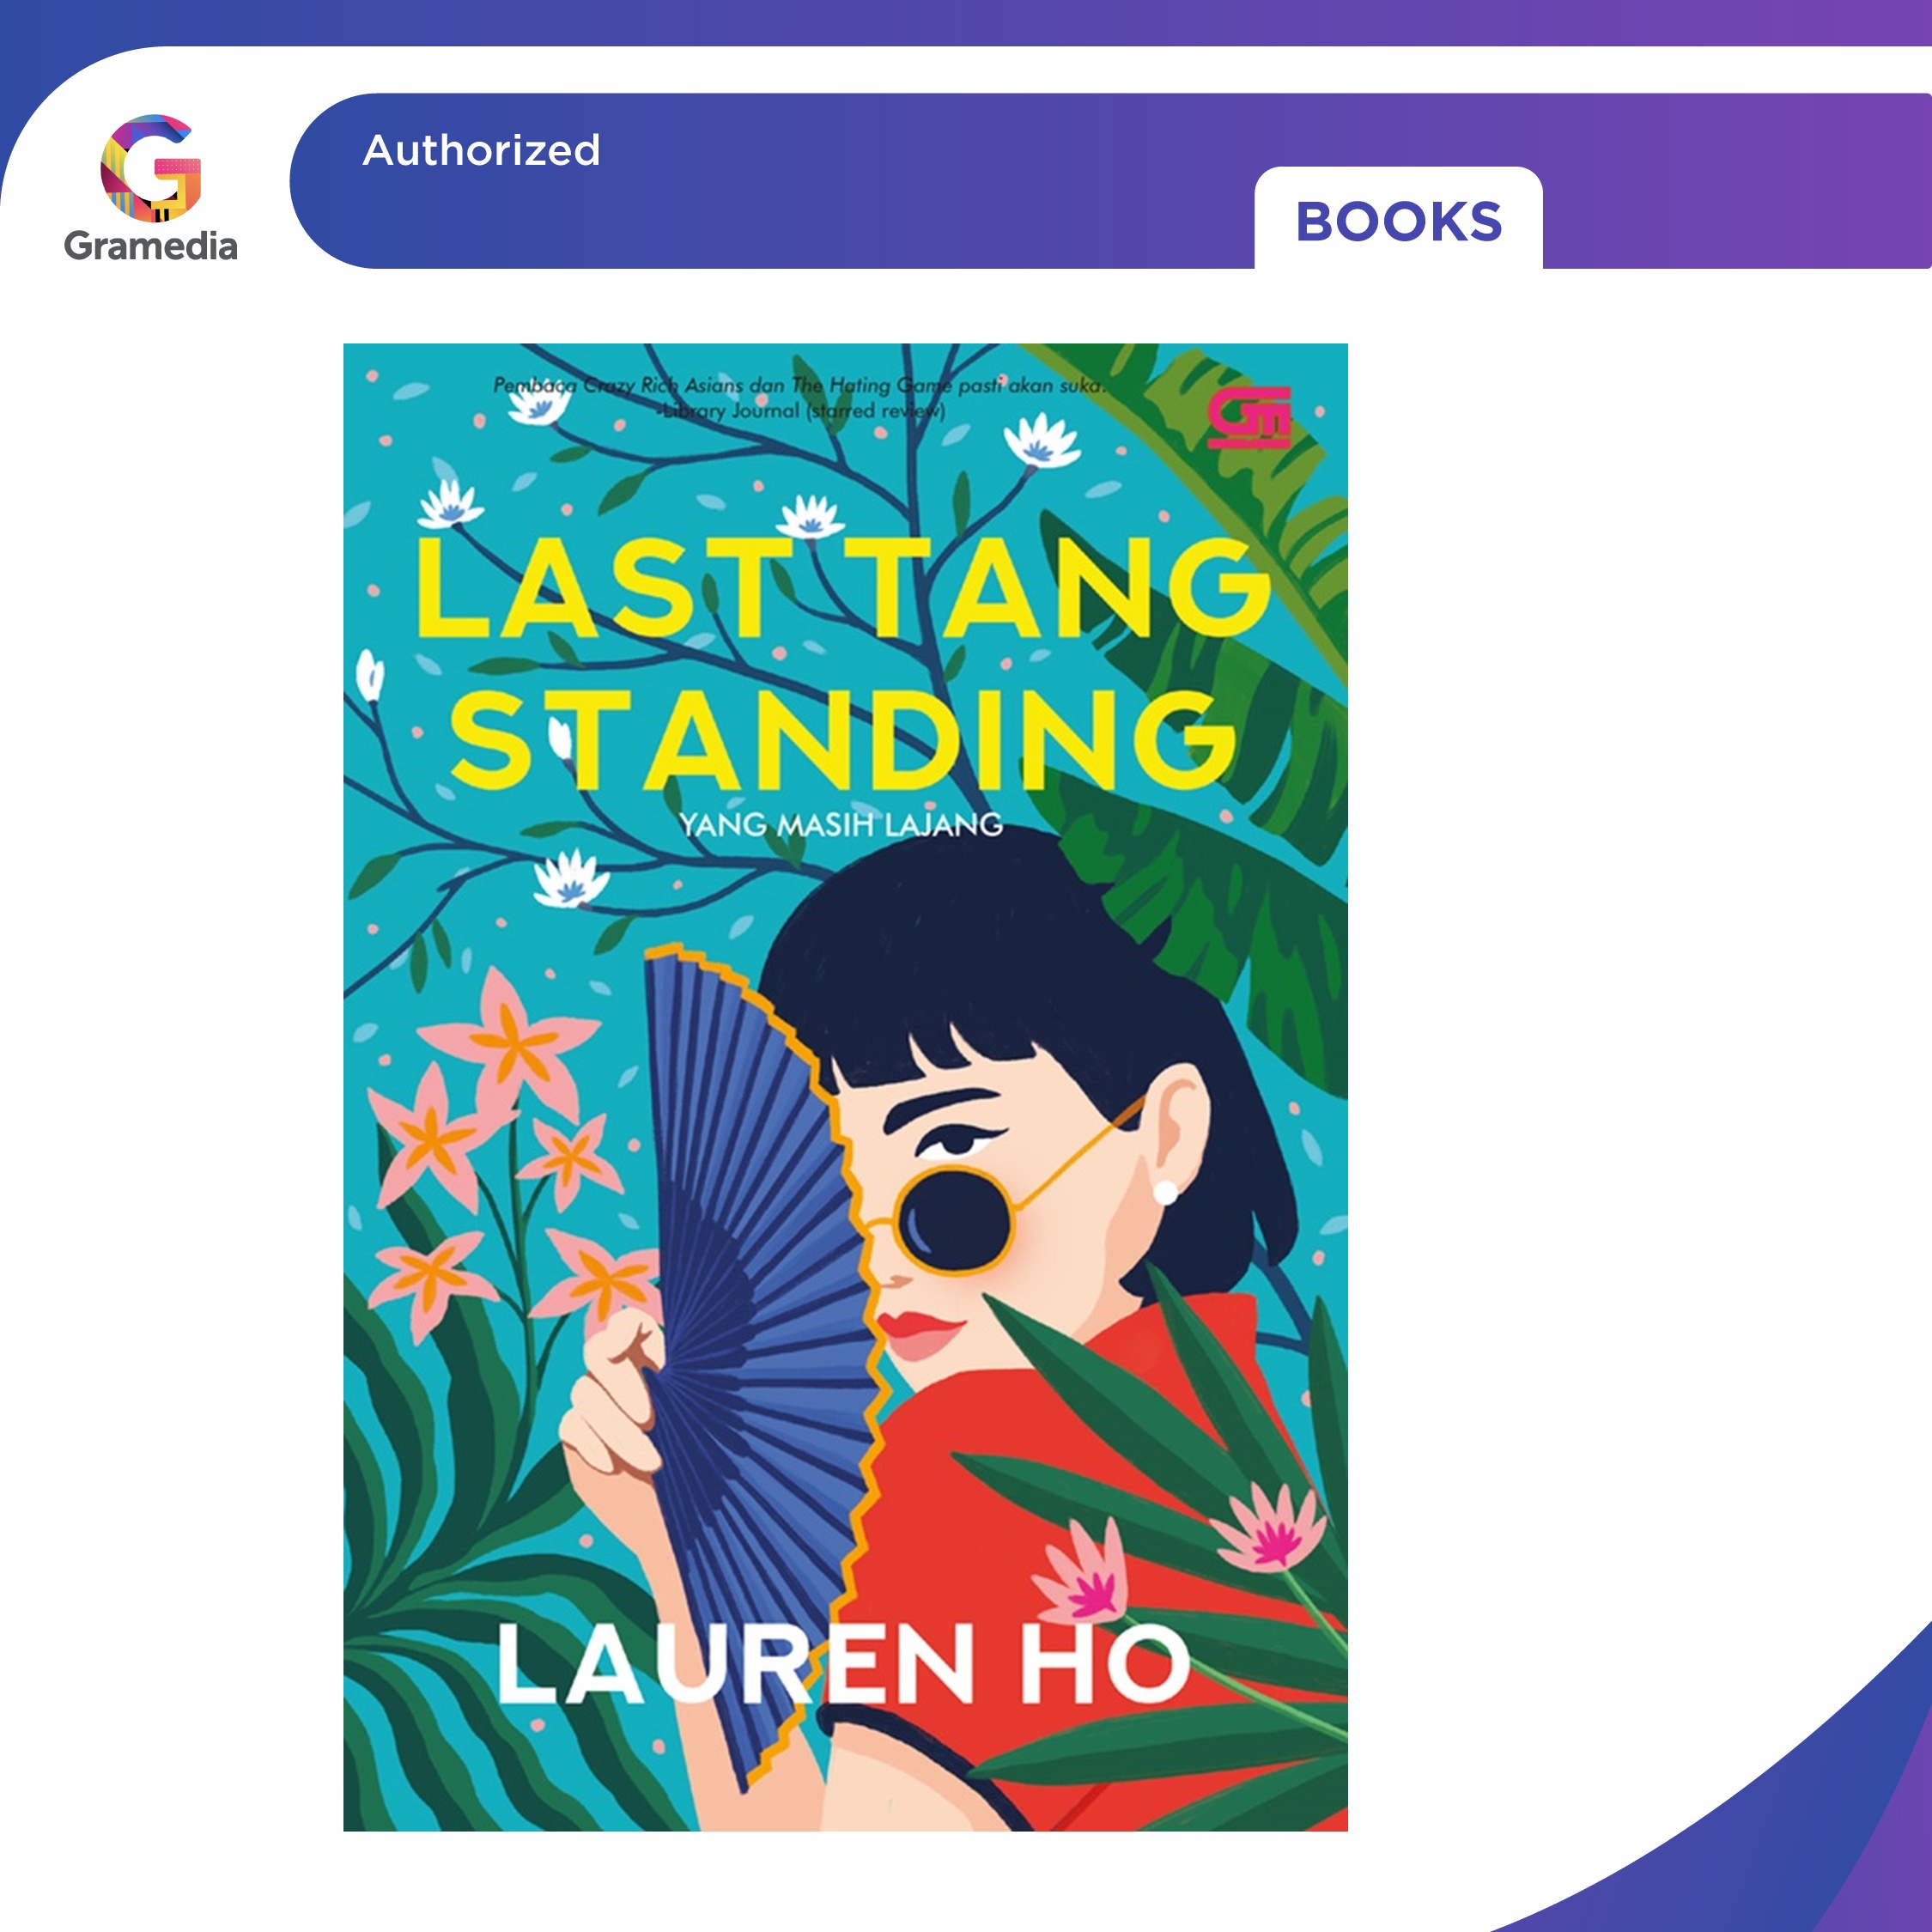 Gramedia
Authorized
BOOKS
Pembaca Crazy Rich Asians dan The Hating Game pasti akan suka.
-Library Journal (starred review)
GM
LAST TANG
STANDING
YANG MASIH LAJANG
LAUREN HO